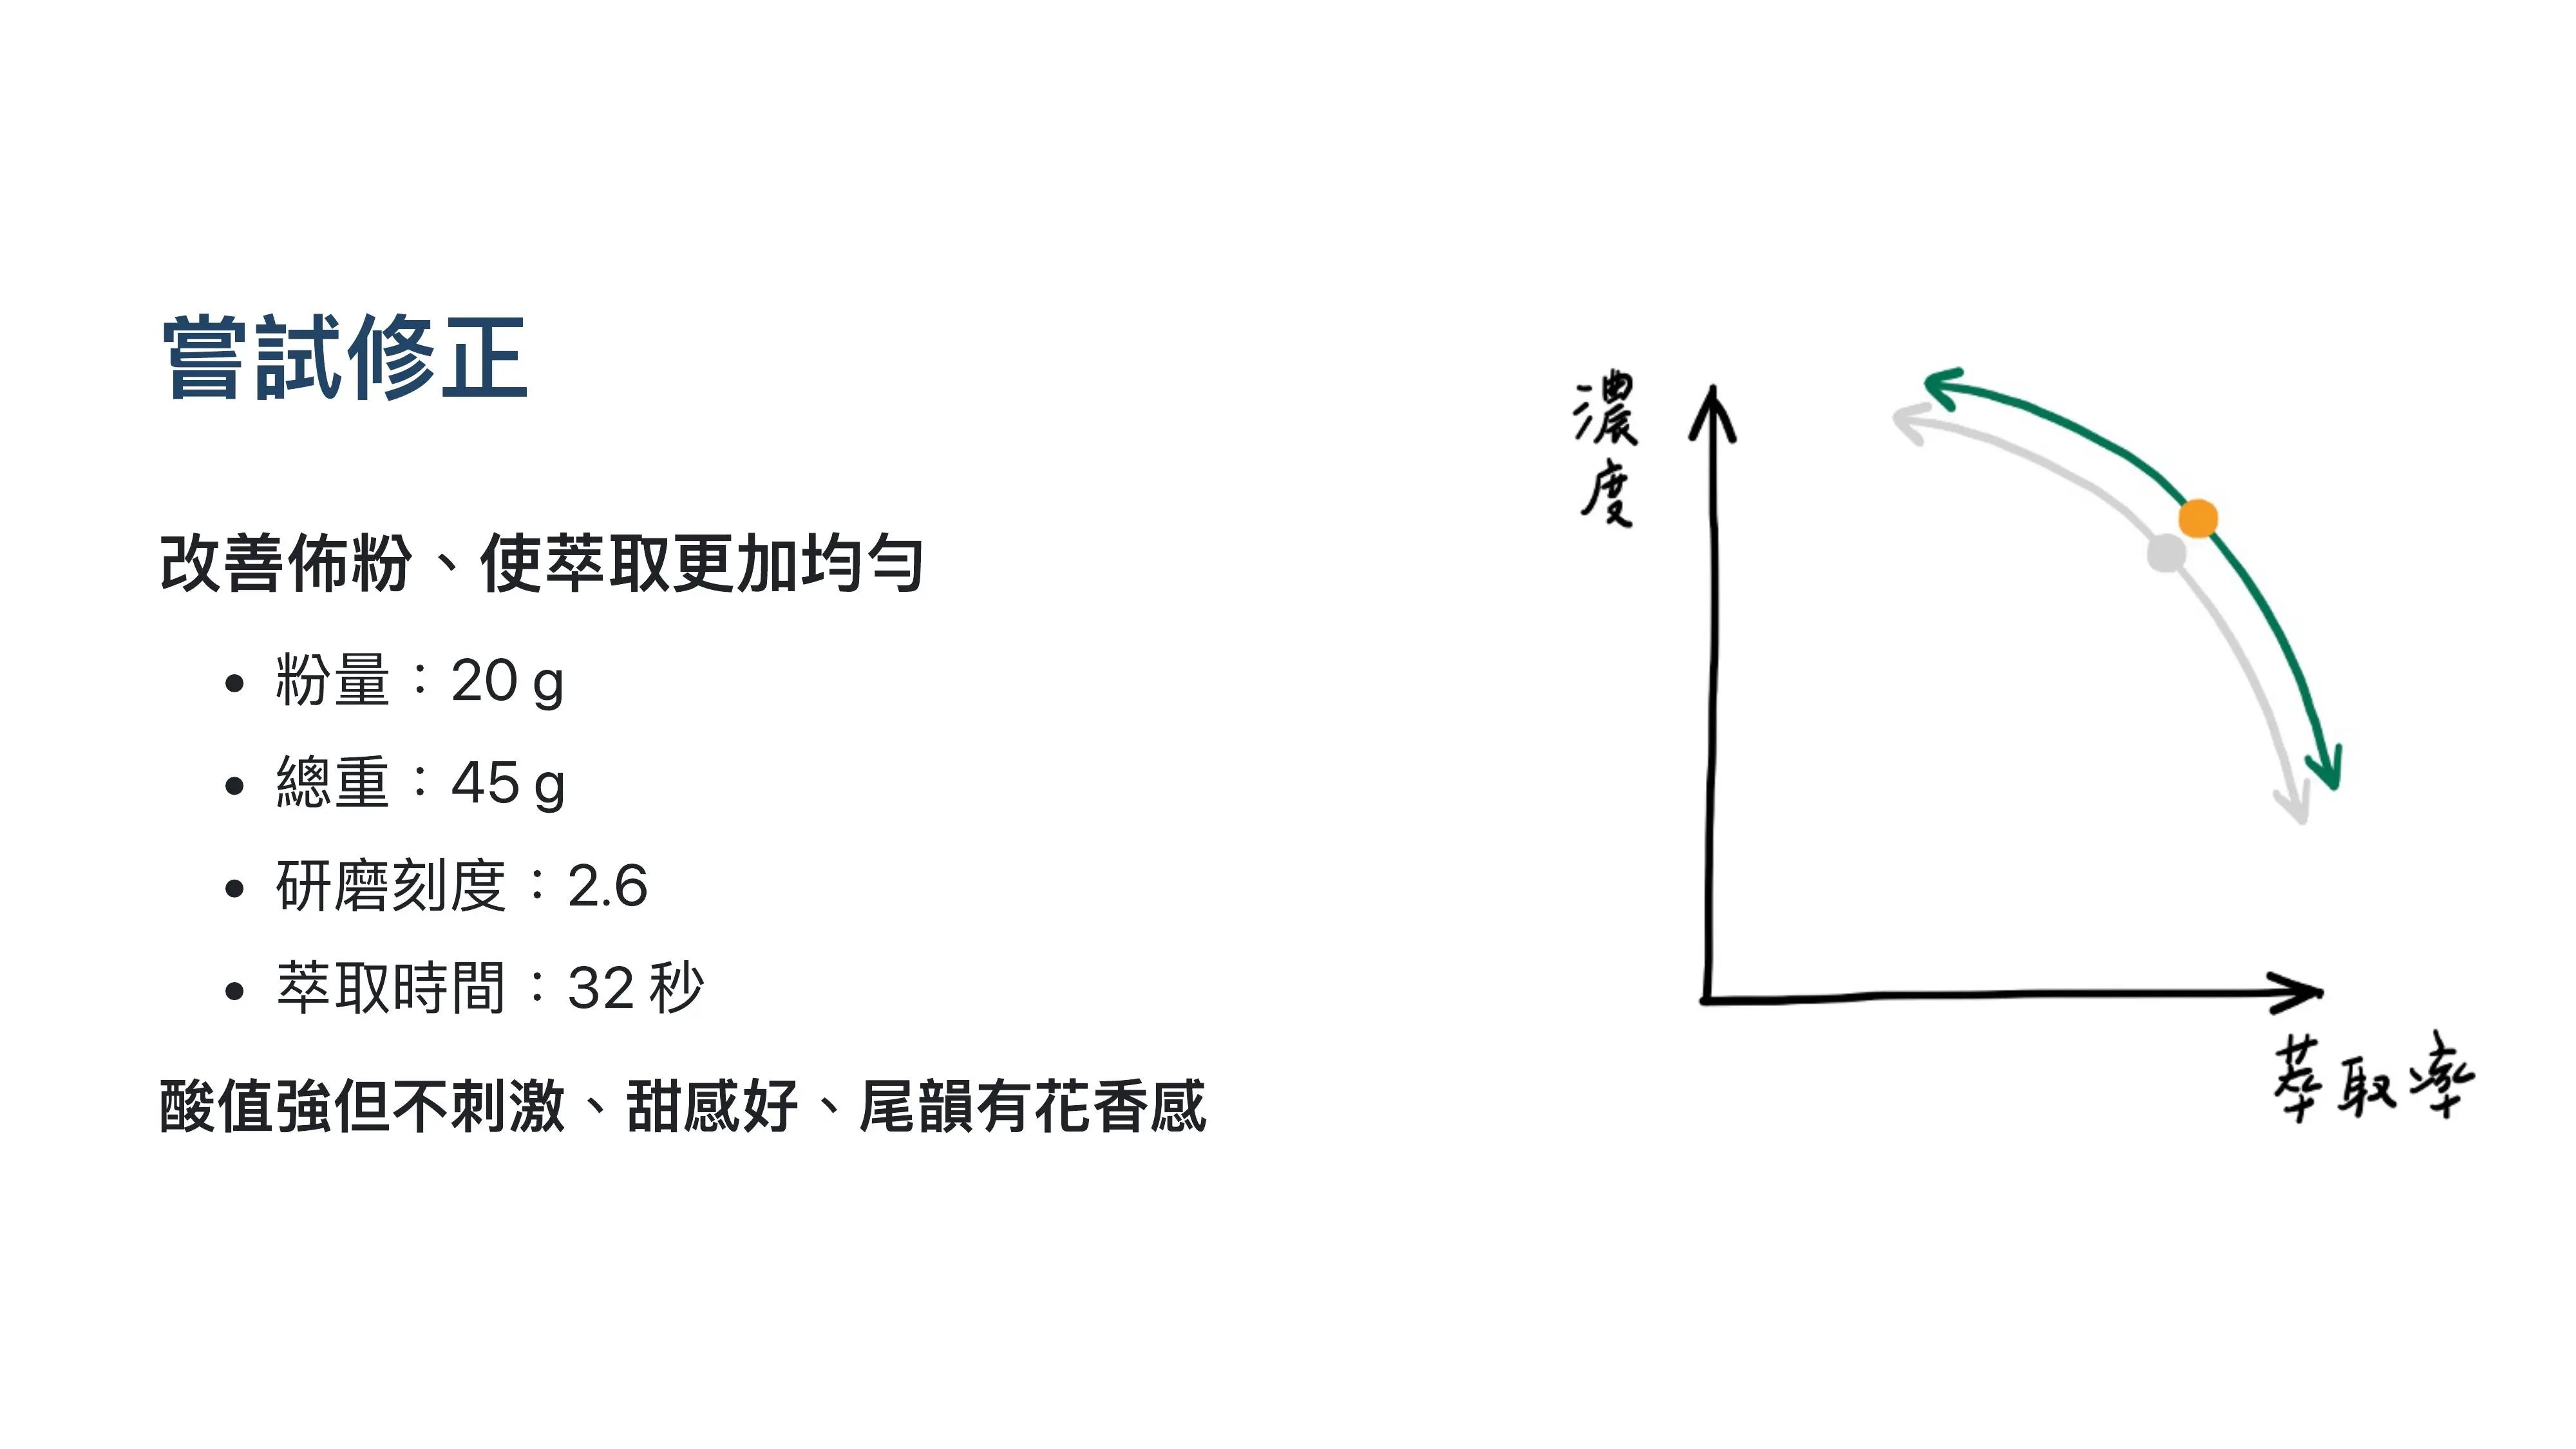 嘗試修正
改善佈粉、使萃取更加均勻
• 粉量：20 g
• 總重：45 g
• 研磨刻度：2.6
• 萃取時間：32 秒
酸值強但不刺激、甜感好、尾韻有花香感
濃度
萃取率